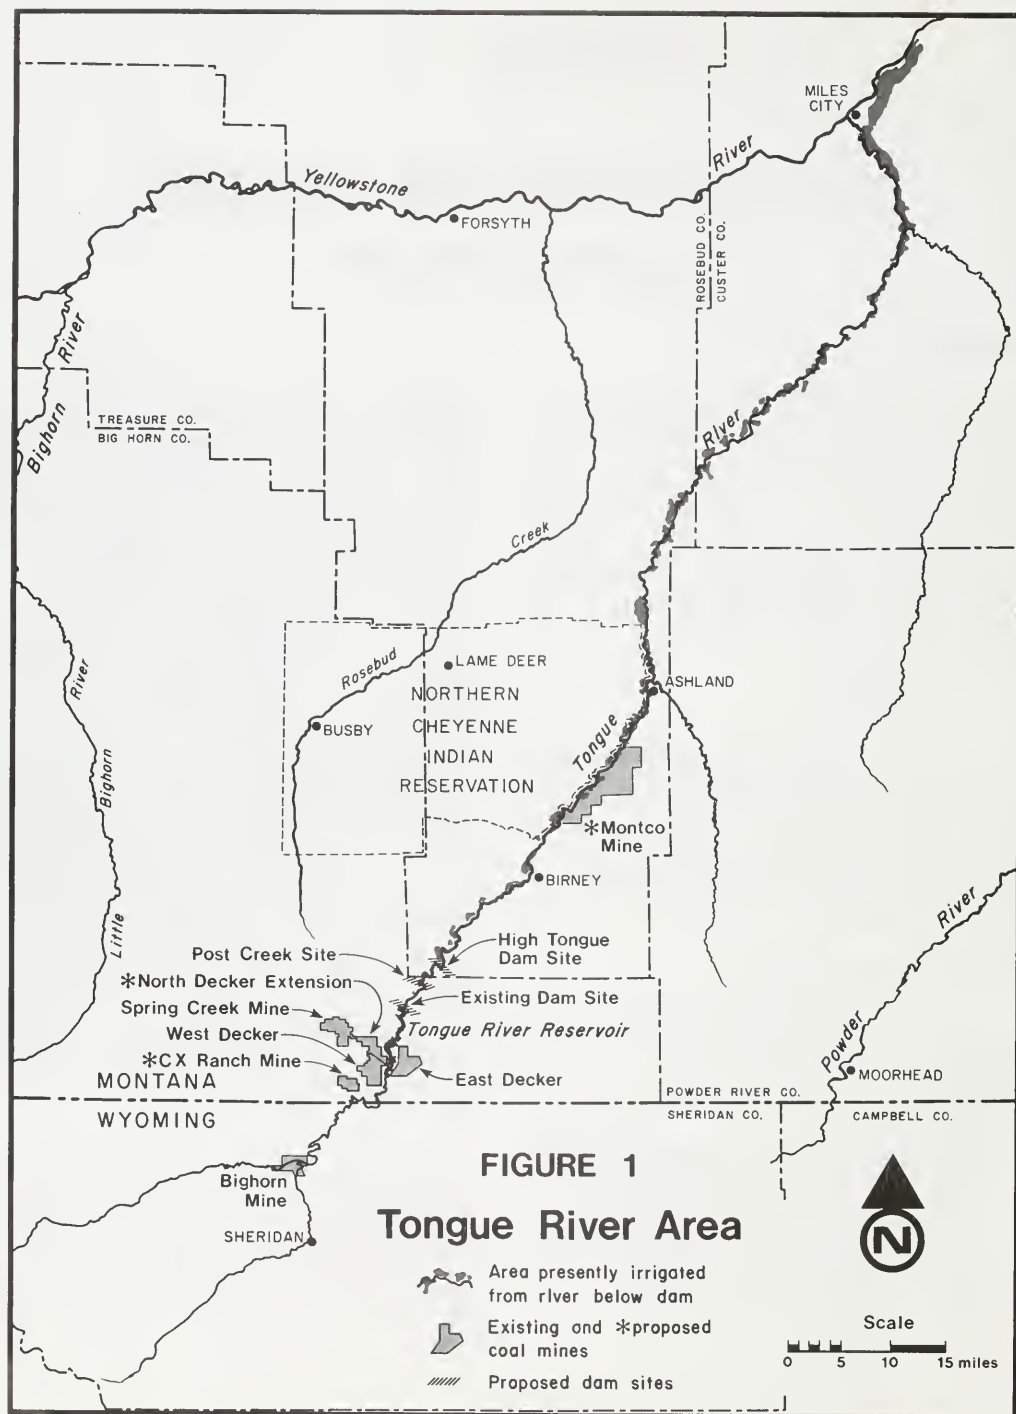 MILES
CITY
River
Yellowstone
FORSYTH
ROSEBUD CO.
CUSTER CO.
River
Bighorn
TREASURE CO.
BIG HORN CO.
River
Creek
Rosebud
LAME DEER
NORTHERN
CHEYENNE
INDIAN
RESERVATION
BUSBY
ASHLAND
Tongue
River
Bighorn
Little
*Montco
Mine
BIRNEY
River
Powder
Post Creek Site
High Tongue
Dam Site
*North Decker Extension
Existing Dam Site
Spring Creek Mine
Tongue River Reservoir
West Decker
*CX Ranch Mine
East Decker
MOORHEAD
MONTANA
POWDER RIVER CO.
WYOMING
SHERIDAN CO.
CAMPBELL CO.
Bighorn
Mine
SHERIDAN
FIGURE 1
Tongue River Area
N
Area presently irrigated
from river below dam
Existing and *proposed
coal mines
Proposed dam sites
Scale
0 5 10 15 miles